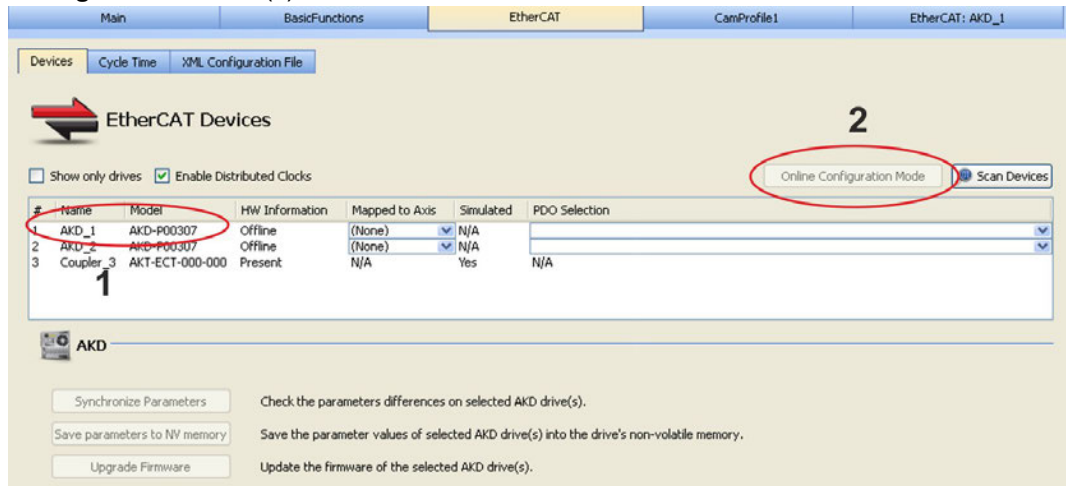 Main BasicFunctions EtherCAT CamProfile1 EtherCAT: AKD_1
Devices Cycle Time XML Configuration File
EtherCAT Devices
2
Show only drives Enable Distributed Clocks Online Configuration Mode Scan Devices
# Name Model HW Information Mapped to Axis Simulated PDO Selection
1 AKD_1 AKD-P00307 Offline (None) N/A
2 AKD_2 AKD-P00307 Offline (None) N/A
3 Coupler_3 AKT-ECT-000-000 Present N/A Yes N/A
1
AKD
Synchronize Parameters Check the parameters differences on selected AKD drive(s).
Save parameters to NV memory Save the parameter values of selected AKD drive(s) into the drive's non-volatile memory.
Upgrade Firmware Update the firmware of the selected AKD drive(s).